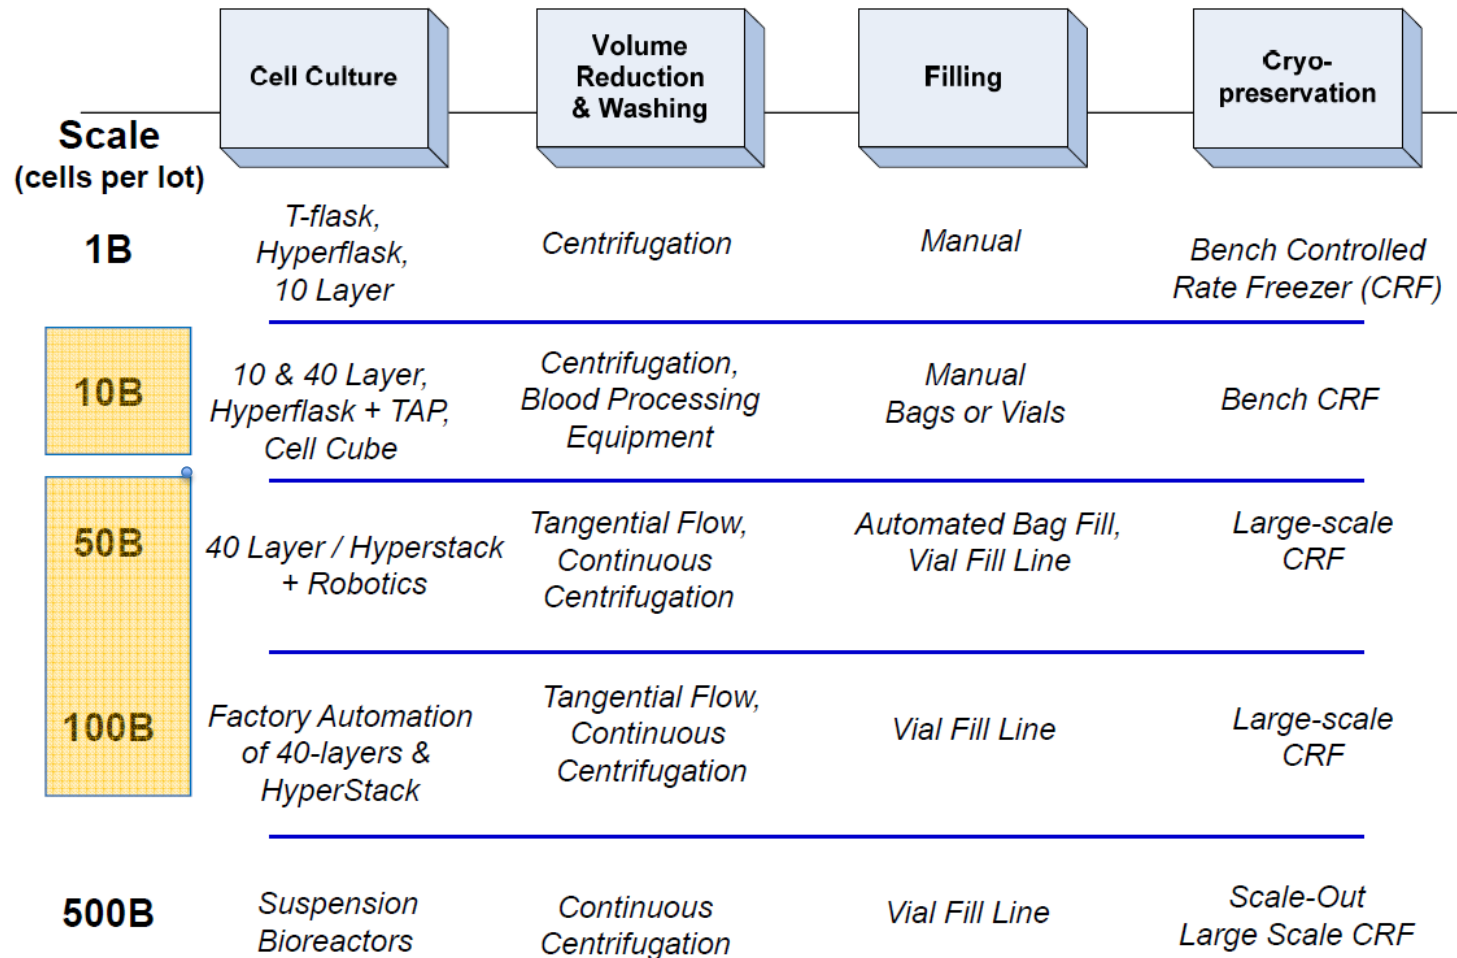 Cell Culture
Volume
Reduction
& Washing
Filling
Cryo-
preservation
Scale
(cells per lot)
1B
T-flask,
Hyperflask,
10 Layer
Centrifugation
Manual
Bench Controlled
Rate Freezer (CRF)
10B
10 & 40 Layer,
Hyperflask + TAP,
Cell Cube
Centrifugation,
Blood Processing
Equipment
Manual
Bags or Vials
Bench CRF
50B
40 Layer / Hyperstack
+ Robotics
Tangential Flow,
Continuous
Centrifugation
Automated Bag Fill,
Vial Fill Line
Large-scale
CRF
100B
Factory Automation
of 40-layers &
HyperStack
Tangential Flow,
Continuous
Centrifugation
Vial Fill Line
Large-scale
CRF
500B
Suspension
Bioreactors
Continuous
Centrifugation
Vial Fill Line
Scale-Out
Large Scale CRF